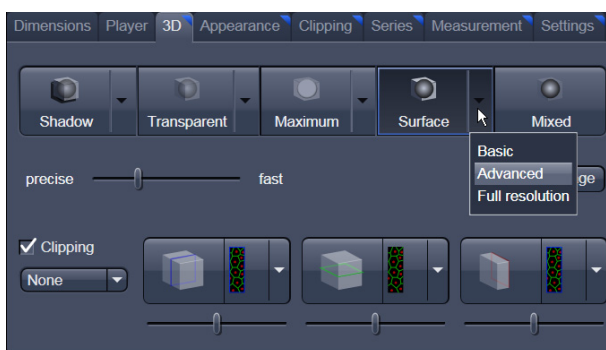 Dimensions Player 3D Appearance Clipping Series Measurement Settings
Shadow Transparent Maximum Surface Mixed
Basic
precise fast Advanced ge
Full resolution
Clipping
None